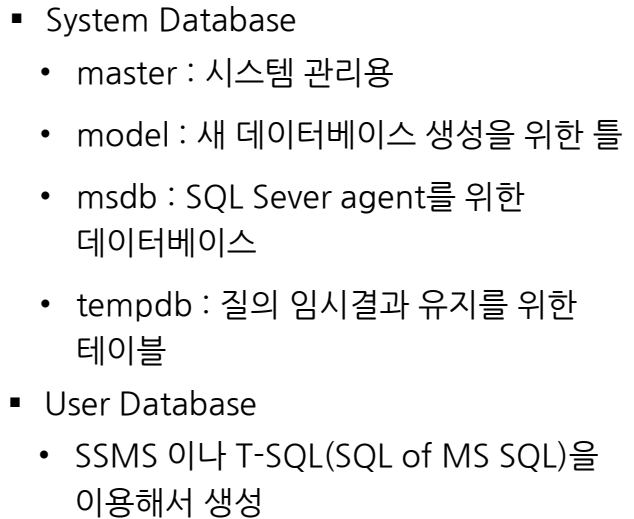 ▪ System Database
• master : 시스템 관리용
• model : 새 데이터베이스 생성을 위한 틀
• msdb : SQL Sever agent를 위한
데이터베이스
• tempdb : 질의 임시결과 유지를 위한
테이블
▪ User Database
• SSMS 이나 T-SQL(SQL of MS SQL)을
이용해서 생성